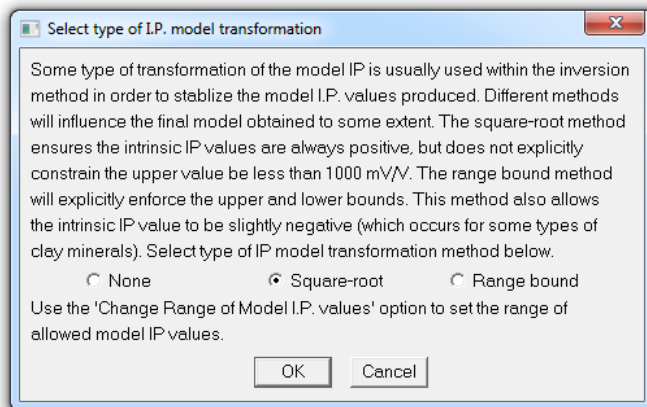 Select type of I.P. model transformation
Some type of transformation of the model IP is usually used within the inversion
method in order to stablize the model I.P. values produced. Different methods
will influence the final model obtained to some extent. The square-root method
ensures the intrinsic IP values are always positive, but does not explicitly
constrain the upper value be less than 1000 mV/V. The range bound method
will explicitly enforce the upper and lower bounds. This method also allows
the intrinsic IP value to be slightly negative (which occurs for some types of
clay minerals). Select type of IP model transformation method below.
None Square-root Range bound
Use the 'Change Range of Model I.P. values' option to set the range of
allowed model IP values.
OK Cancel